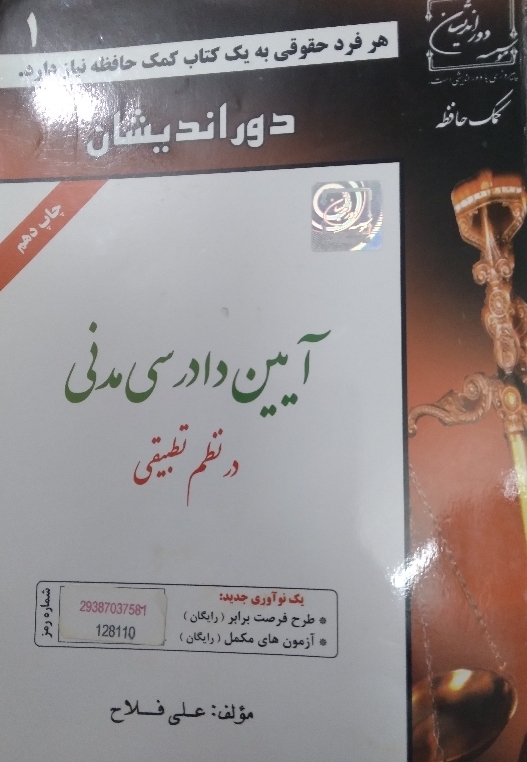 ۱
هر فرد حقوقی به یک کتاب کمک حافظه نیاز دارد.
موسسه دوراندیشان
کمک حافظه
دوراندیشان
چاپ دهم
آیین دادرسی مدنی
در نظم تطبیقی
یک نوآوری جدید:
* طرح فرصت برابر ( رایگان )
* آزمون های مکمل ( رایگان )
شماره رمز
29387037581
128110
مؤلف: علی فلاح